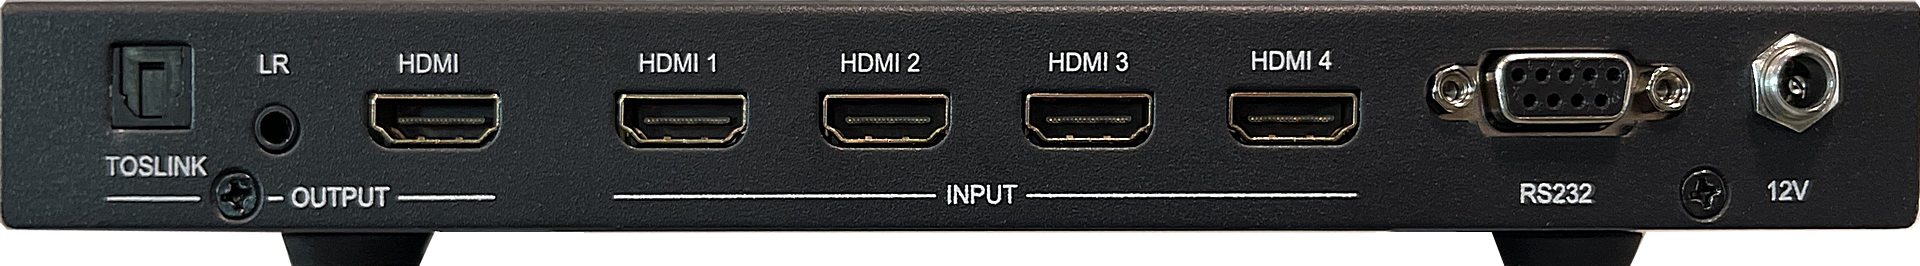 LR
HDMI
HDMI 1
HDMI 2
HDMI 3
HDMI 4
TOSLINK
OUTPUT
INPUT
RS232
12V